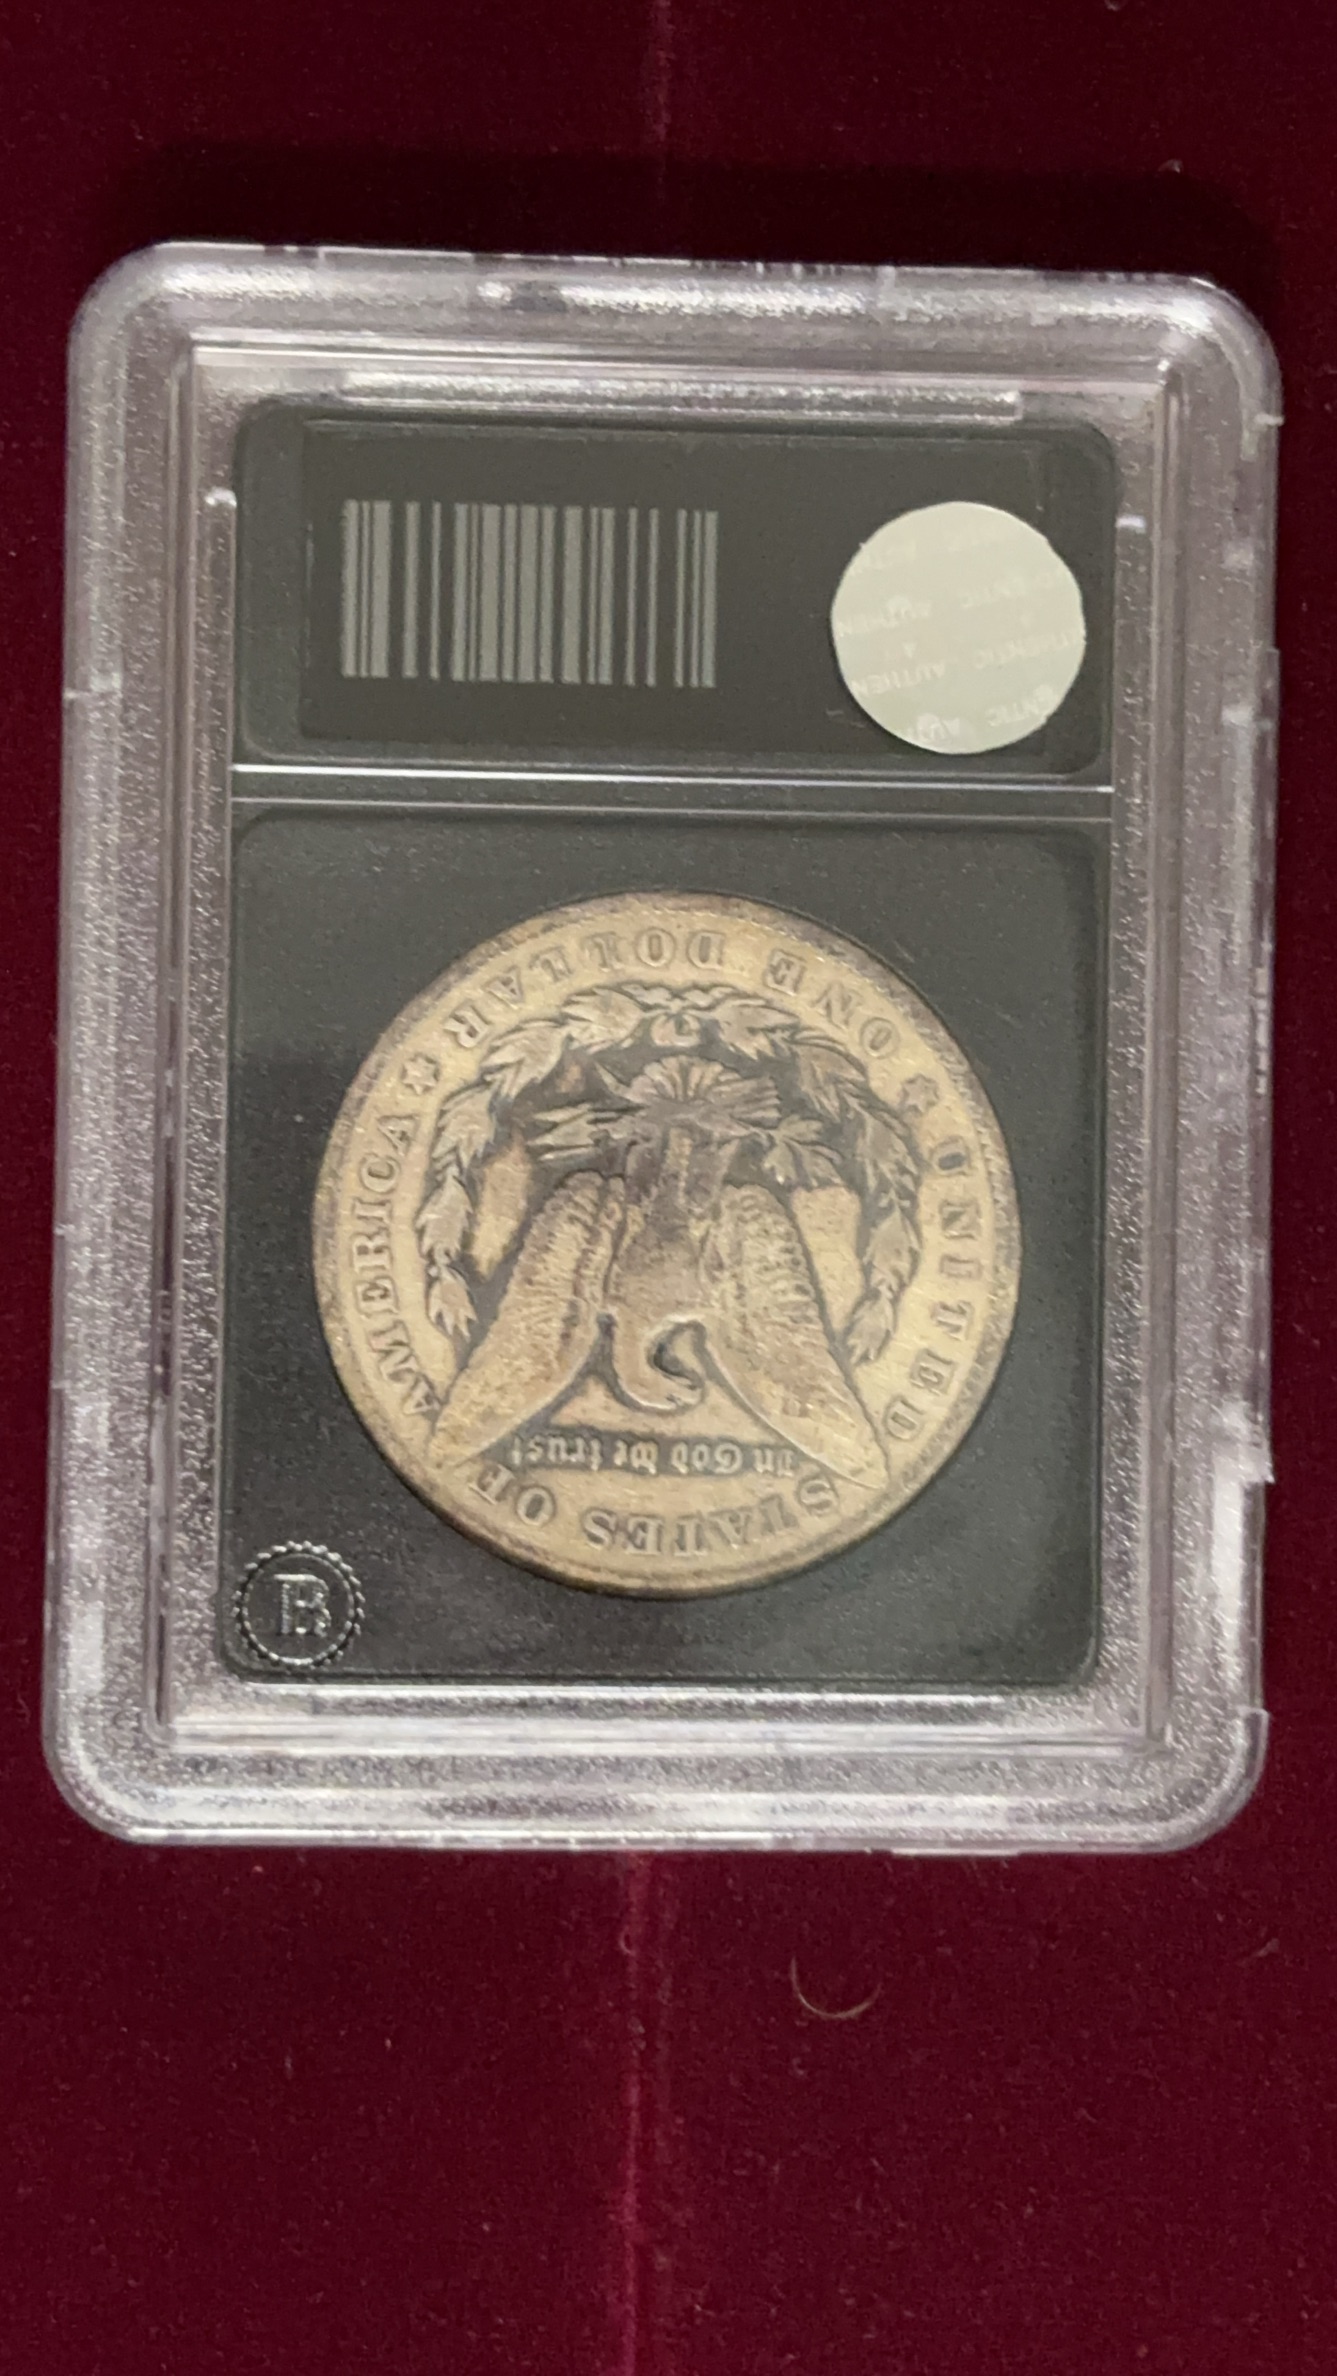 AUTHENTIC
UNITED STATES OF AMERICA
In God We trust
ONE DOLLAR
B